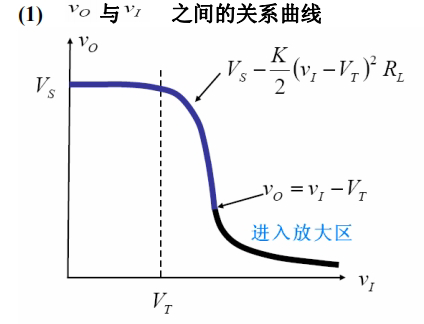 (1) v_O 与 v_I 之间的关系曲线
v_O
V_S
V_S − K/2 (v_I − V_T)² R_L
v_O = v_I − V_T
进入放大区
v_I
V_T